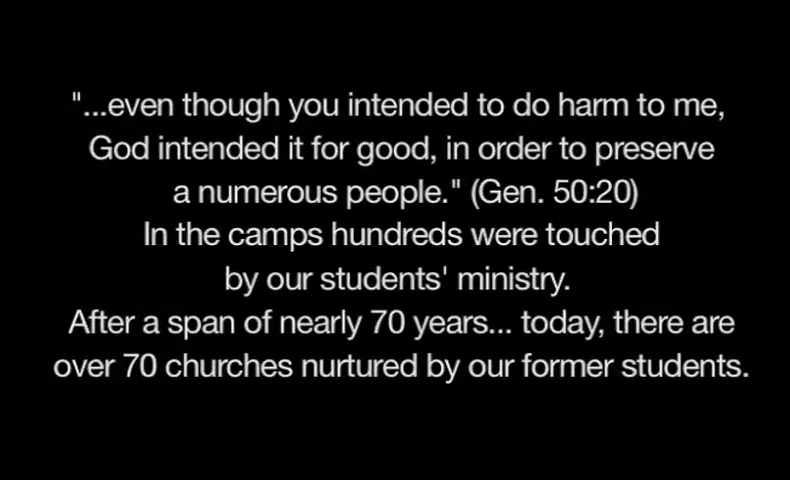 "...even though you intended to do harm to me,
God intended it for good, in order to preserve
a numerous people." (Gen. 50:20)
In the camps hundreds were touched
by our students' ministry.
After a span of nearly 70 years... today, there are
over 70 churches nurtured by our former students.